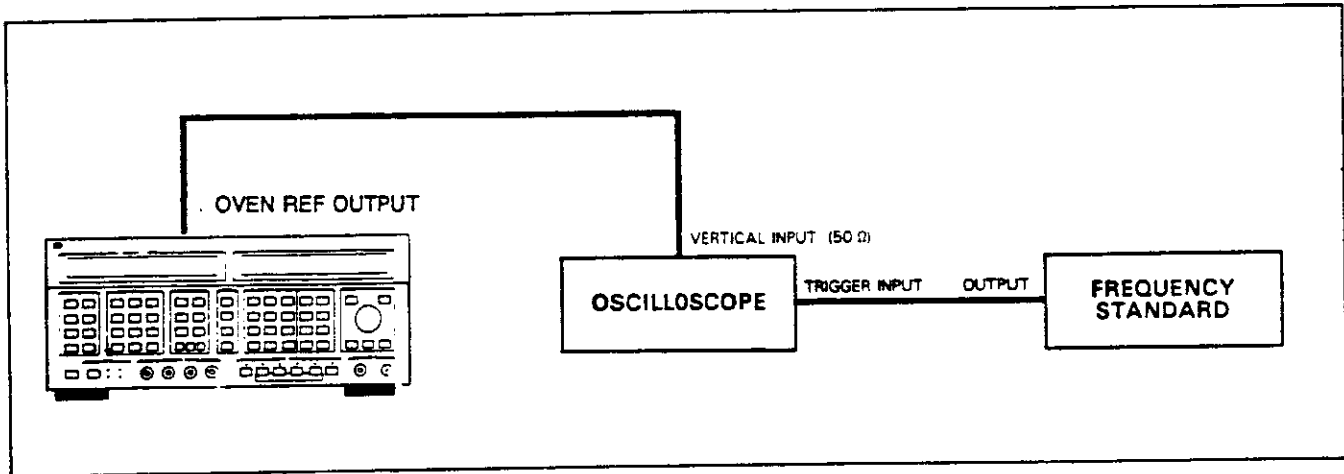 OVEN REF OUTPUT
VERTICAL INPUT (50 Ω)
OSCILLOSCOPE
TRIGGER INPUT
OUTPUT
FREQUENCY
STANDARD